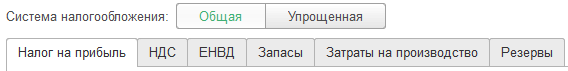 Система налогообложения: Общая Упрощенная
Налог на прибыль НДС ЕНВД Запасы Затраты на производство Резервы